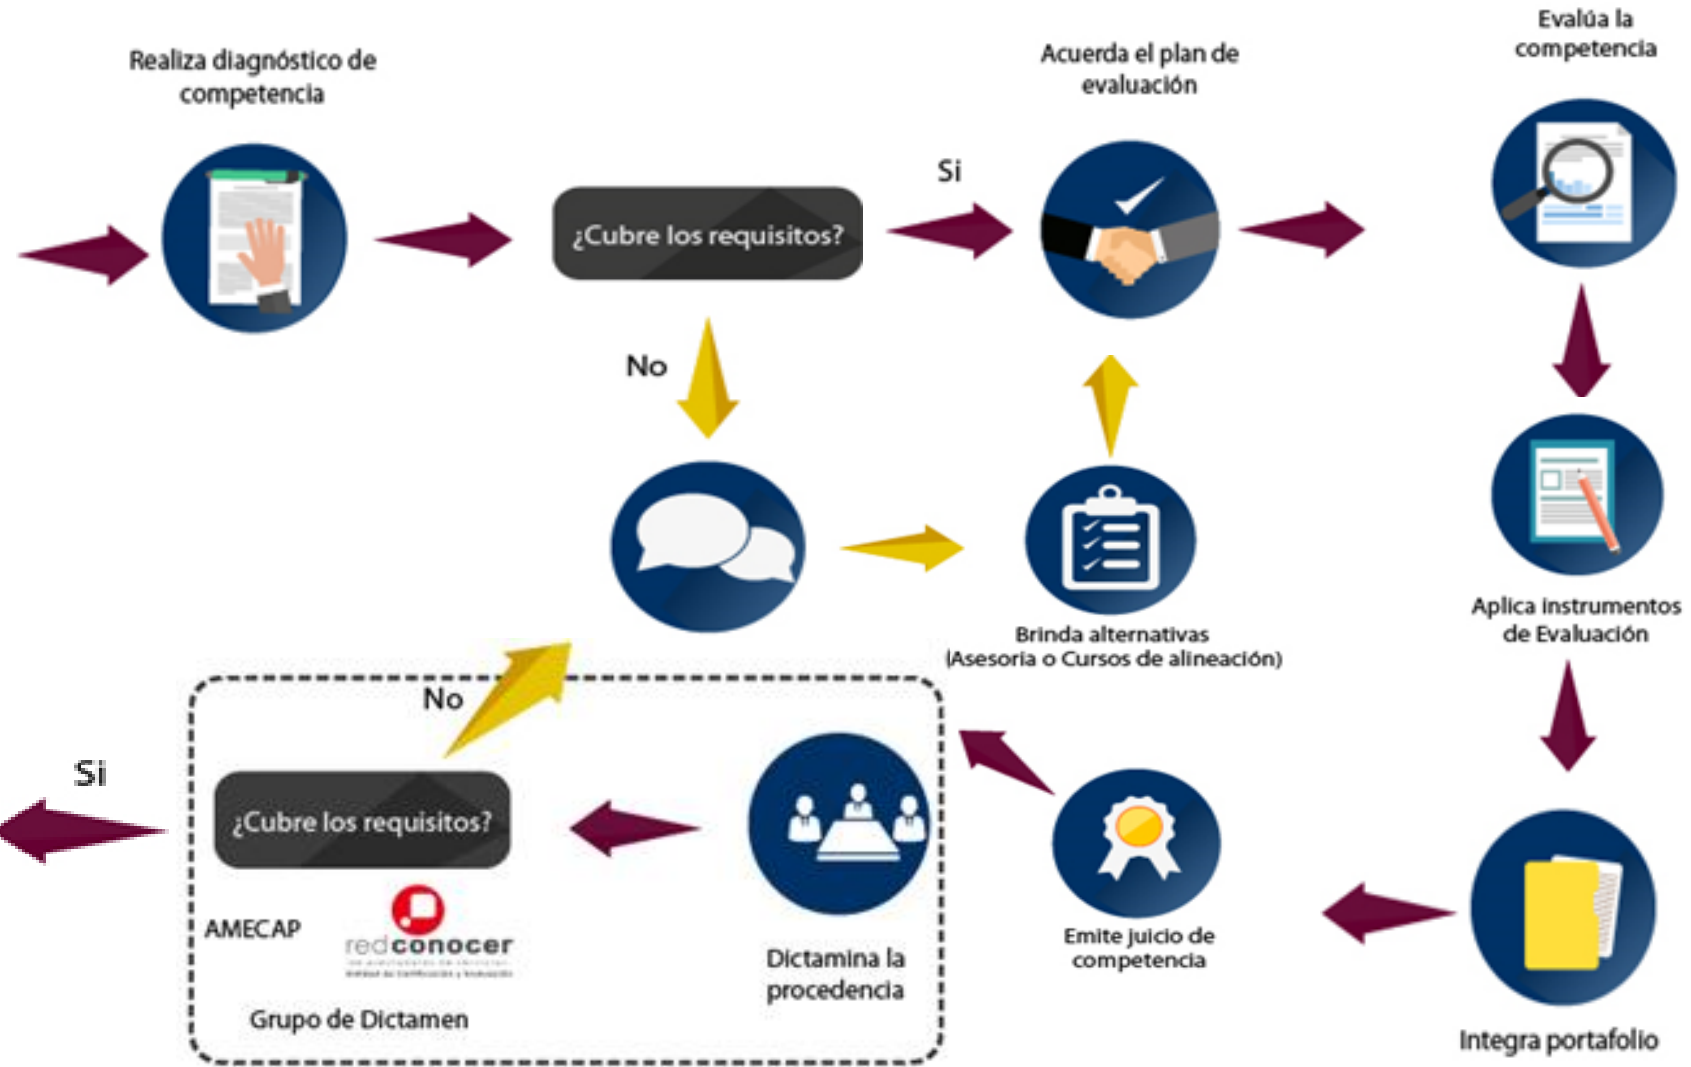 Realiza diagnóstico de
competencia
¿Cubre los requisitos?
Si
Acuerda el plan de
evaluación
Evalúa la
competencia
No
Brinda alternativas
(Asesoria o Cursos de alineación)
Aplica instrumentos
de Evaluación
Integra portafolio
Emite juicio de
competencia
Dictamina la
procedencia
No
¿Cubre los requisitos?
Si
AMECAP
redconocer
Grupo de Dictamen